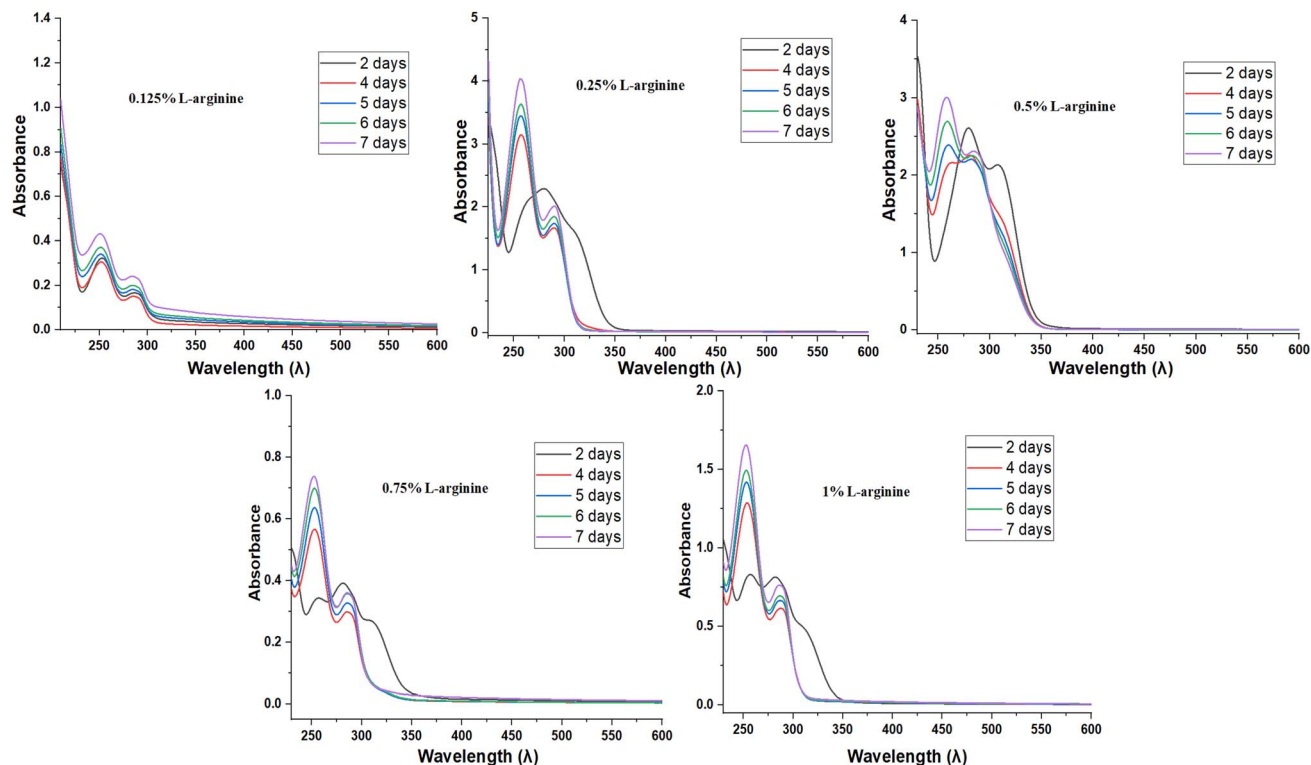 1.4
1.2
1.0
0.8
0.6
0.4
0.2
0.0
Absorbance
250 300 350 400 450 500 550 600
Wavelength (λ)
0.125% L-arginine
2 days
4 days
5 days
6 days
7 days
5
4
3
2
1
0
Absorbance
250 300 350 400 450 500 550 600
Wavelength (λ)
0.25% L-arginine
2 days
4 days
5 days
6 days
7 days
4
3
2
1
0
Absorbance
250 300 350 400 450 500 550 600
Wavelength (λ)
0.5% L-arginine
2 days
4 days
5 days
6 days
7 days
1.0
0.8
0.6
0.4
0.2
0.0
Absorbance
250 300 350 400 450 500 550 600
Wavelength (λ)
0.75% L-arginine
2 days
4 days
5 days
6 days
7 days
2.0
1.5
1.0
0.5
0.0
Absorbance
250 300 350 400 450 500 550 600
Wavelength (λ)
1% L-arginine
2 days
4 days
5 days
6 days
7 days